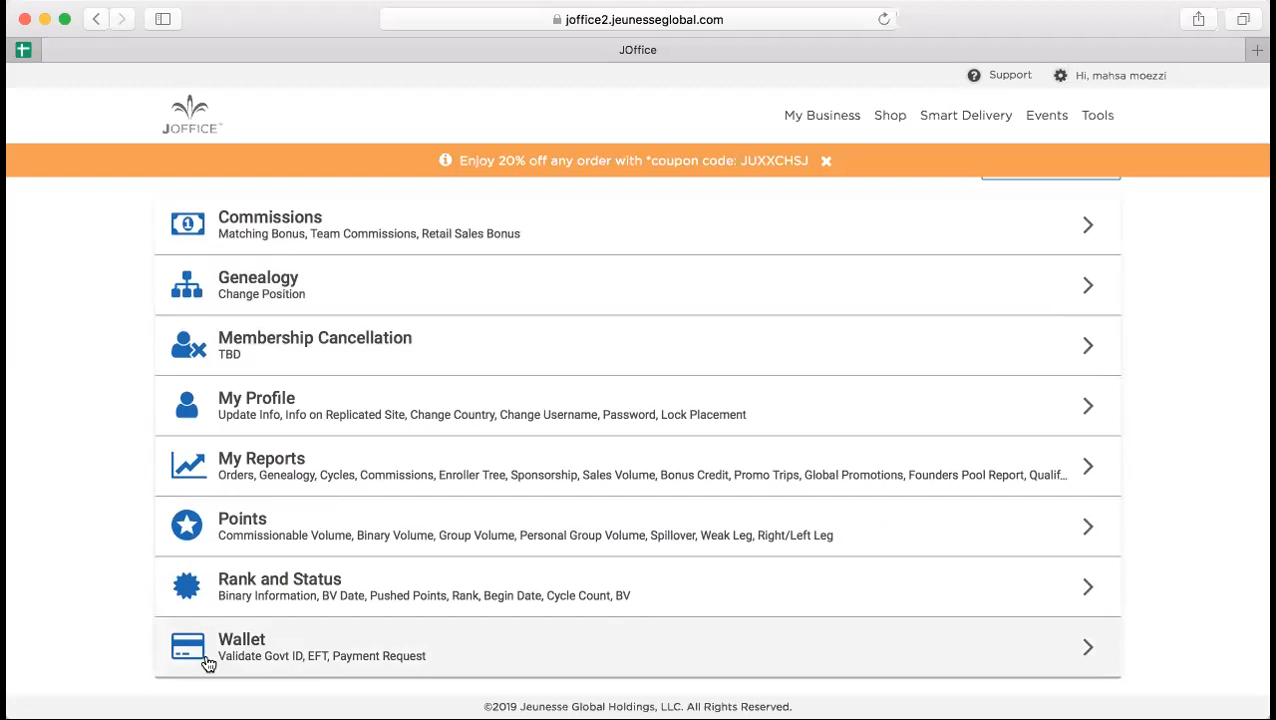 joffice2.jeunesseglobal.com
JOffice
Support
Hi, mahsa moezzi
JOFFICE™
My Business Shop Smart Delivery Events Tools
Enjoy 20% off any order with *coupon code: JUXXCHSJ
Commissions
Matching Bonus, Team Commissions, Retail Sales Bonus
Genealogy
Change Position
Membership Cancellation
TBD
My Profile
Update Info, Info on Replicated Site, Change Country, Change Username, Password, Lock Placement
My Reports
Orders, Genealogy, Cycles, Commissions, Enroller Tree, Sponsorship, Sales Volume, Bonus Credit, Promo Trips, Global Promotions, Founders Pool Report, Qualif...
Points
Commissionable Volume, Binary Volume, Group Volume, Personal Group Volume, Spillover, Weak Leg, Right/Left Leg
Rank and Status
Binary Information, BV Date, Pushed Points, Rank, Begin Date, Cycle Count, BV
Wallet
Validate Govt ID, EFT, Payment Request
©2019 Jeunesse Global Holdings, LLC. All Rights Reserved.